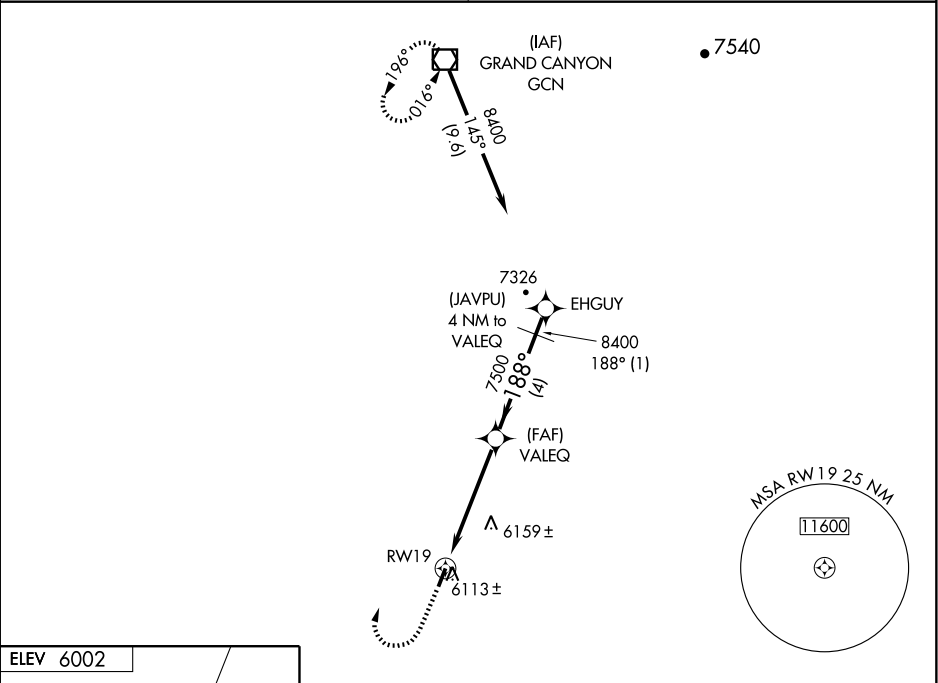 (IAF)
GRAND CANYON
GCN
7540
196°
016°
8400
145°
(9.6)
7326
(JAVPU)
4 NM to
VALEQ
EHGUY
8400
188° (1)
7500
188°
(4)
(FAF)
VALEQ
6159±
RW19
6113±
MSA RW19 25 NM
11600
ELEV 6002